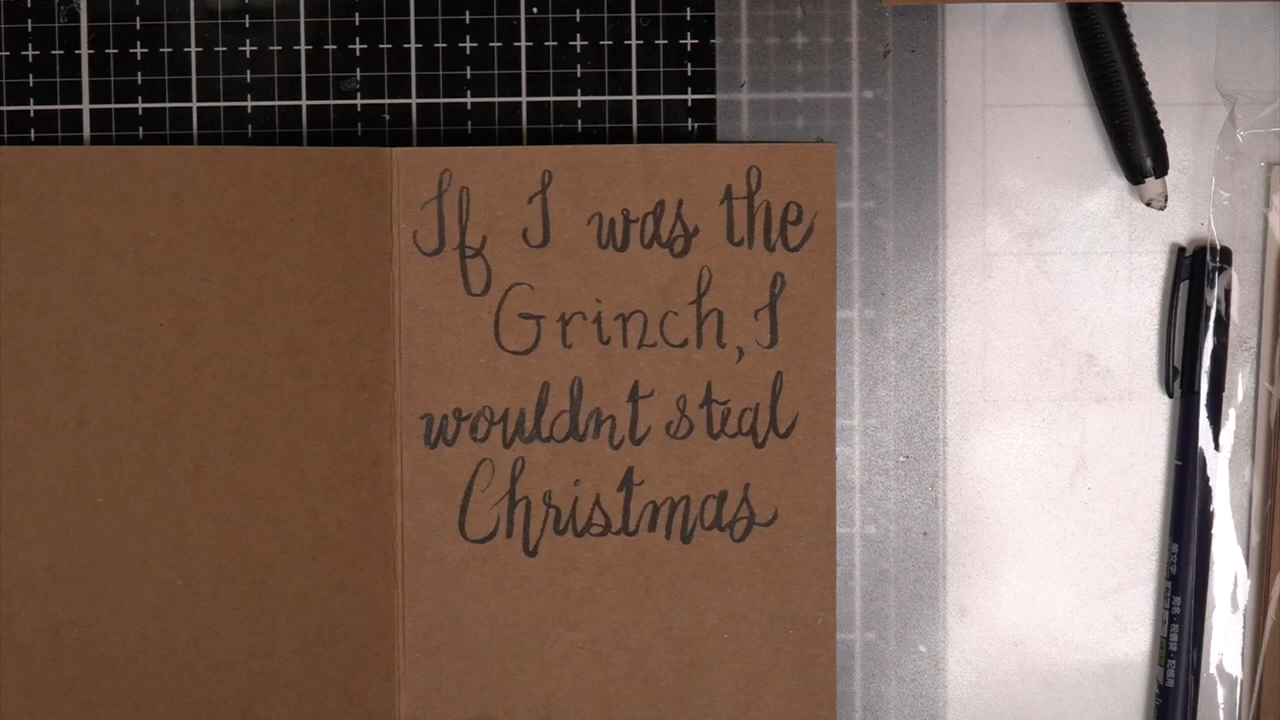 If I was the
Grinch, I
wouldnt steal
Christmas